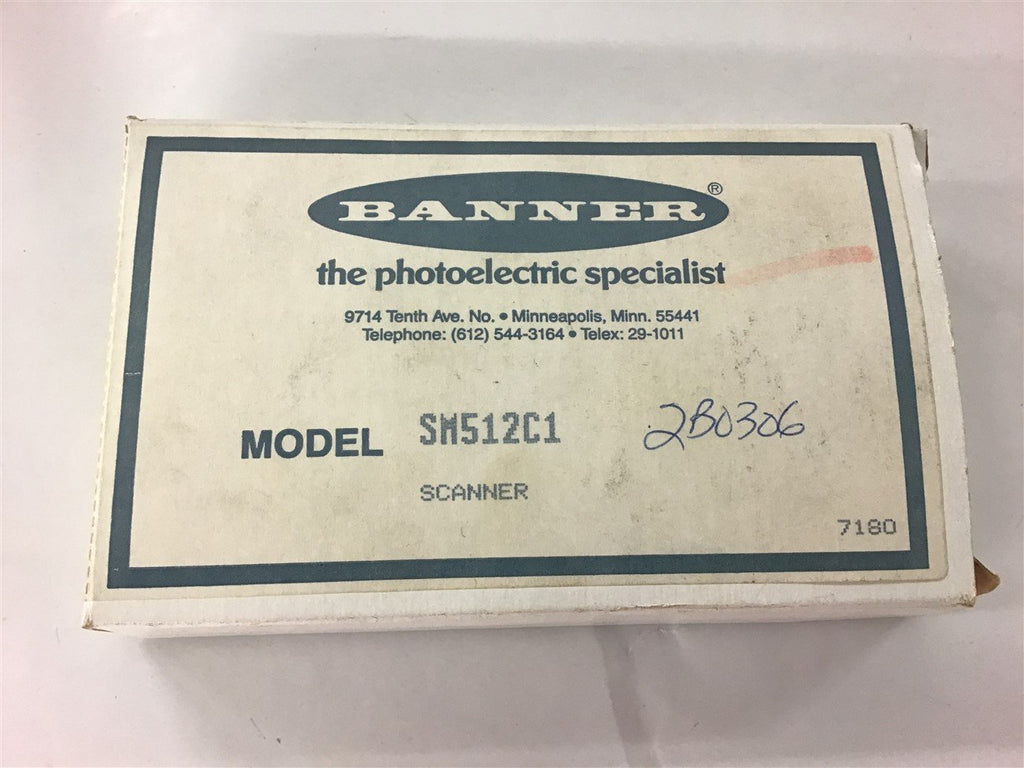 BANNER®
the photoelectric specialist
9714 Tenth Ave. No. • Minneapolis, Minn. 55441
Telephone: (612) 544-3164 • Telex: 29-1011
MODEL SM512C1 2B0306
SCANNER
7180